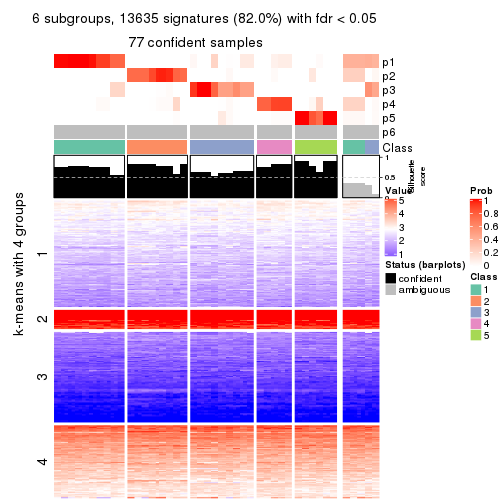 6 subgroups, 13635 signatures (82.0%) with fdr < 0.05
77 confident samples
p1
p2
p3
p4
p5
p6
Class
1
0.5
0
Silhouette
score
k-means with 4 groups
1
2
3
4
Value
5
4
3
2
1
Status (barplots)
confident
ambiguous
Prob
1
0.8
0.6
0.4
0.2
0
Class
1
2
3
4
5